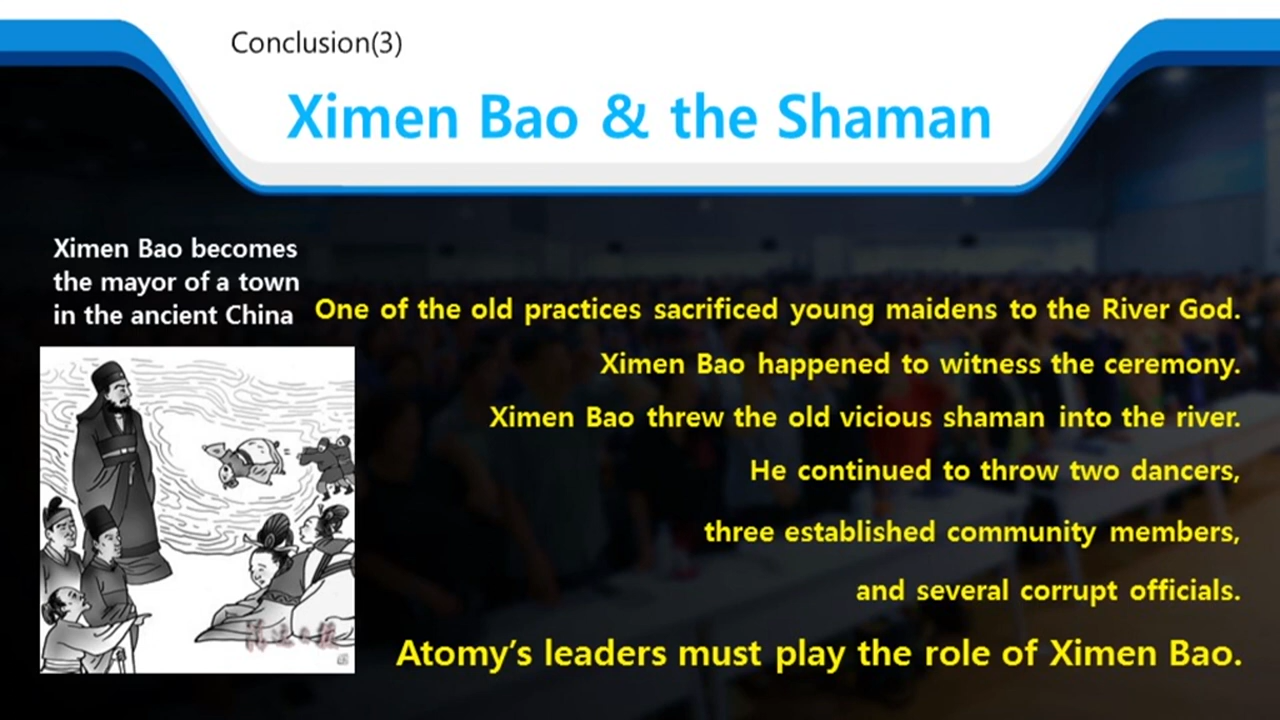 Conclusion(3)
Ximen Bao & the Shaman
Ximen Bao becomes
the mayor of a town
in the ancient China
One of the old practices sacrificed young maidens to the River God.
Ximen Bao happened to witness the ceremony.
Ximen Bao threw the old vicious shaman into the river.
He continued to throw two dancers,
three established community members,
and several corrupt officials.
Atomy's leaders must play the role of Ximen Bao.